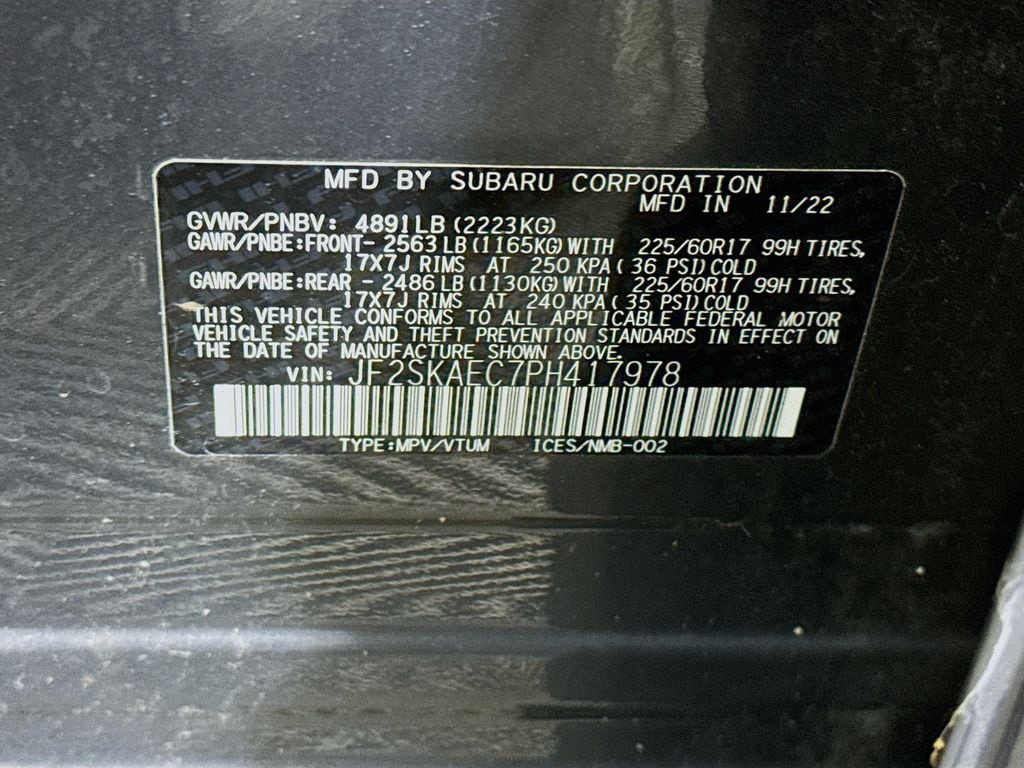 MFD BY SUBARU CORPORATION
MFD IN 11/22
GVWR/PNBV: 4891LB (2223KG)
GAWR/PNBE:FRONT- 2563 LB (1165KG) WITH 225/60R17 99H TIRES,
17X7J RIMS AT 250 KPA ( 36 PSI) COLD
GAWR/PNBE:REAR - 2486 LB (1130KG) WITH 225/60R17 99H TIRES,
17X7J RIMS AT 240 KPA ( 35 PSI) COLD
THIS VEHICLE CONFORMS TO ALL APPLICABLE FEDERAL MOTOR
VEHICLE SAFETY AND THEFT PREVENTION STANDARDS IN EFFECT ON
THE DATE OF MANUFACTURE SHOWN ABOVE.
VIN: JF2SKAEC7PH417978
TYPE:MPV/VTUM ICES/NMB-002